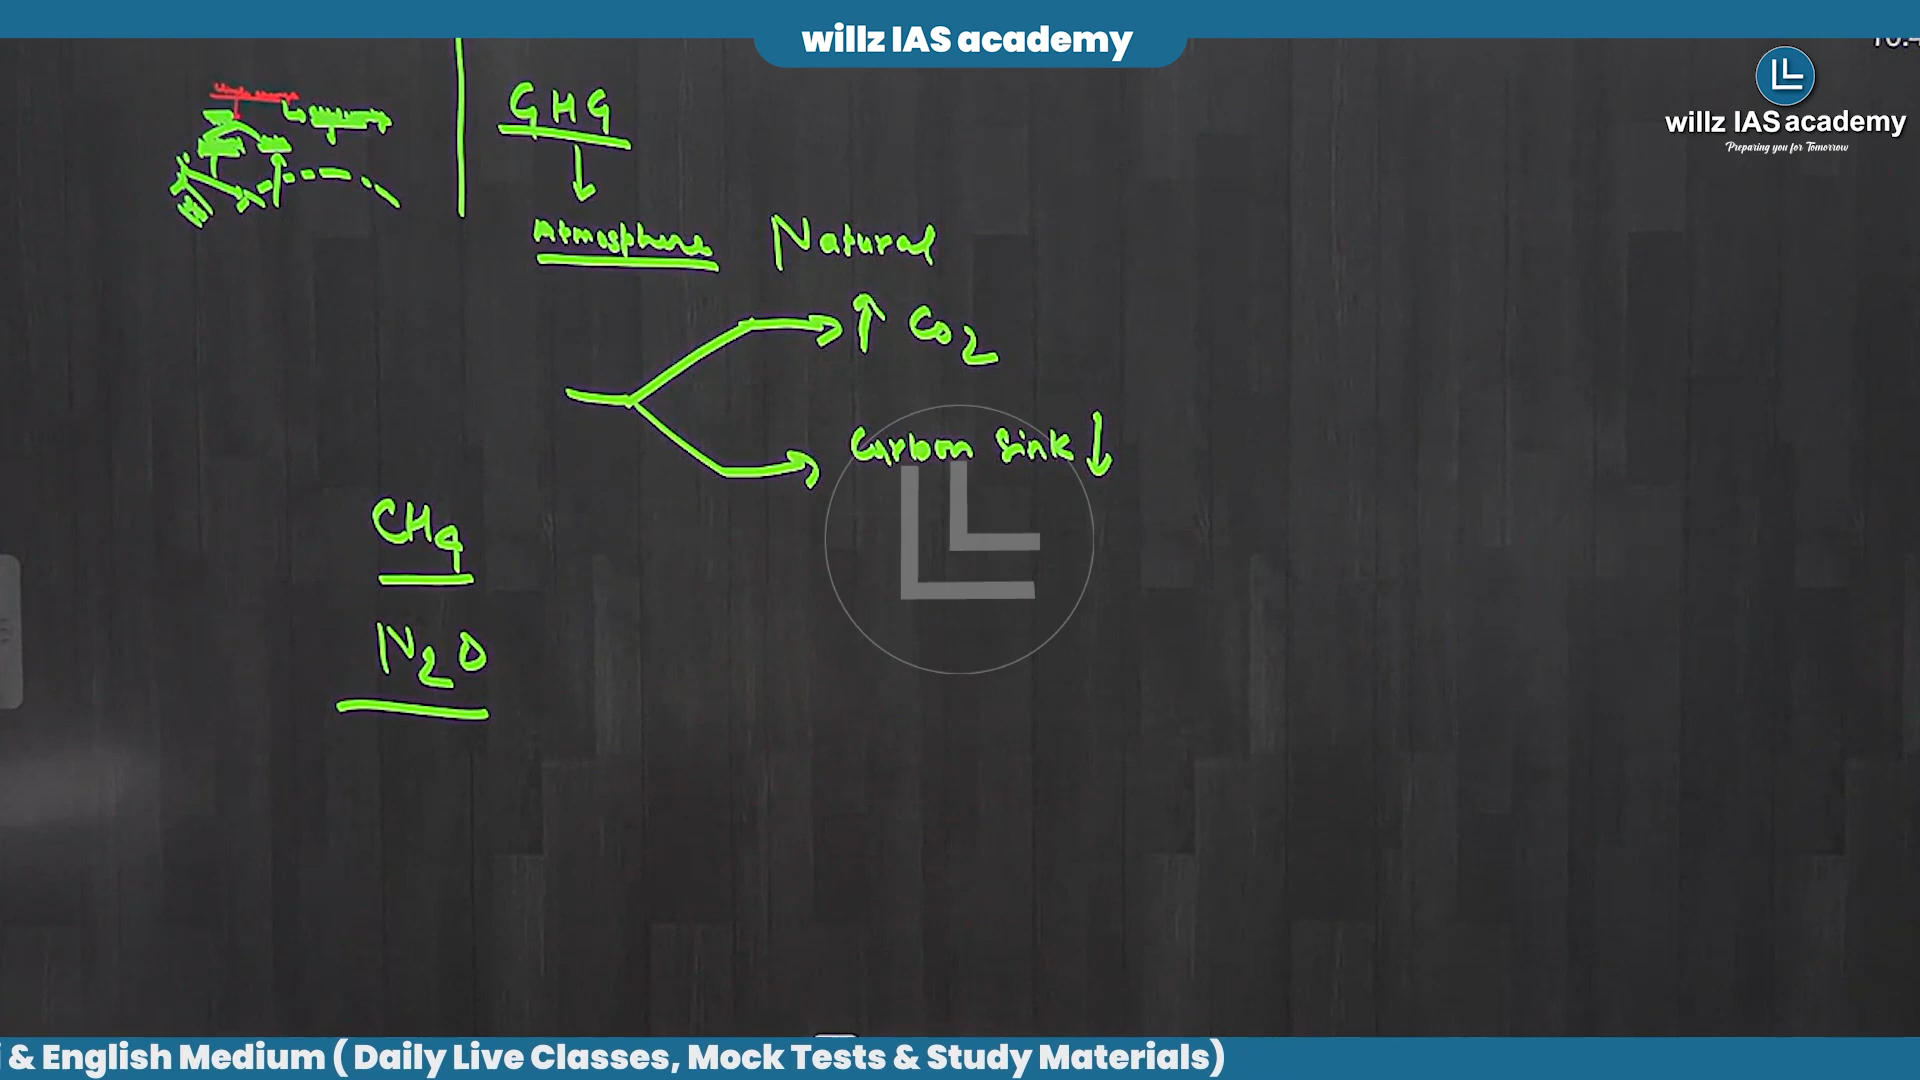 willz IAS academy
willz IAS academy
Preparing you for Tomorrow
GHG
Atmosphere Natural
↑ CO2
Carbon Sink ↓
CH4
N2O
& English Medium ( Daily Live Classes, Mock Tests & Study Materials)